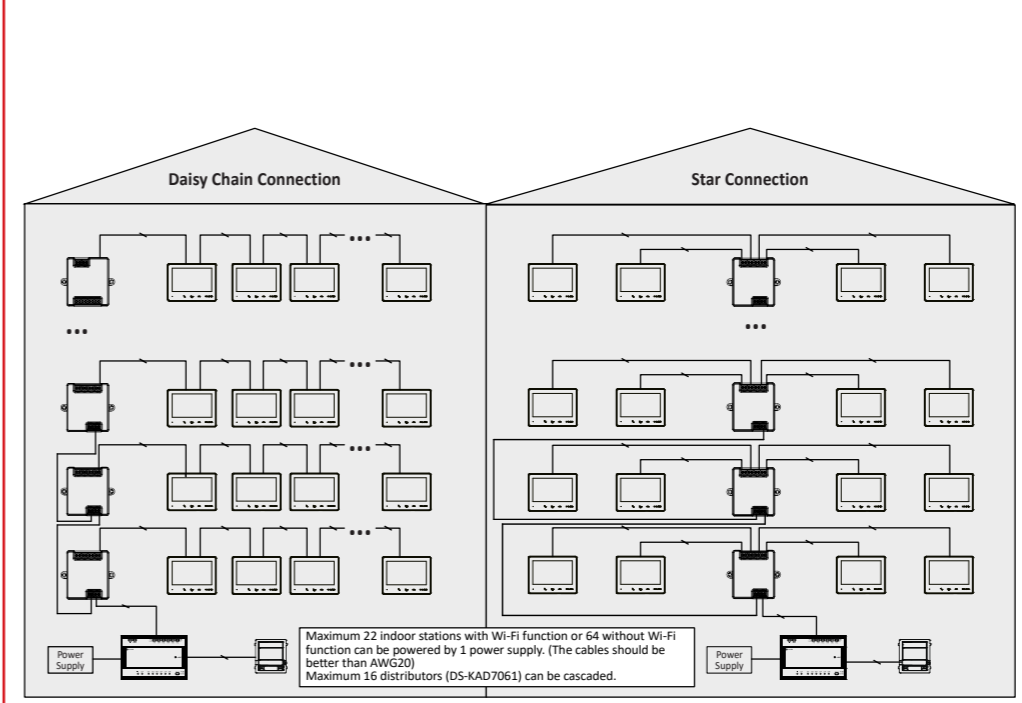 Daisy Chain Connection
Star Connection
Power
Supply
Maximum 22 indoor stations with Wi-Fi function or 64 without Wi-Fi
function can be powered by 1 power supply. (The cables should be
better than AWG20)
Maximum 16 distributors (DS-KAD7061) can be cascaded.
Power
Supply